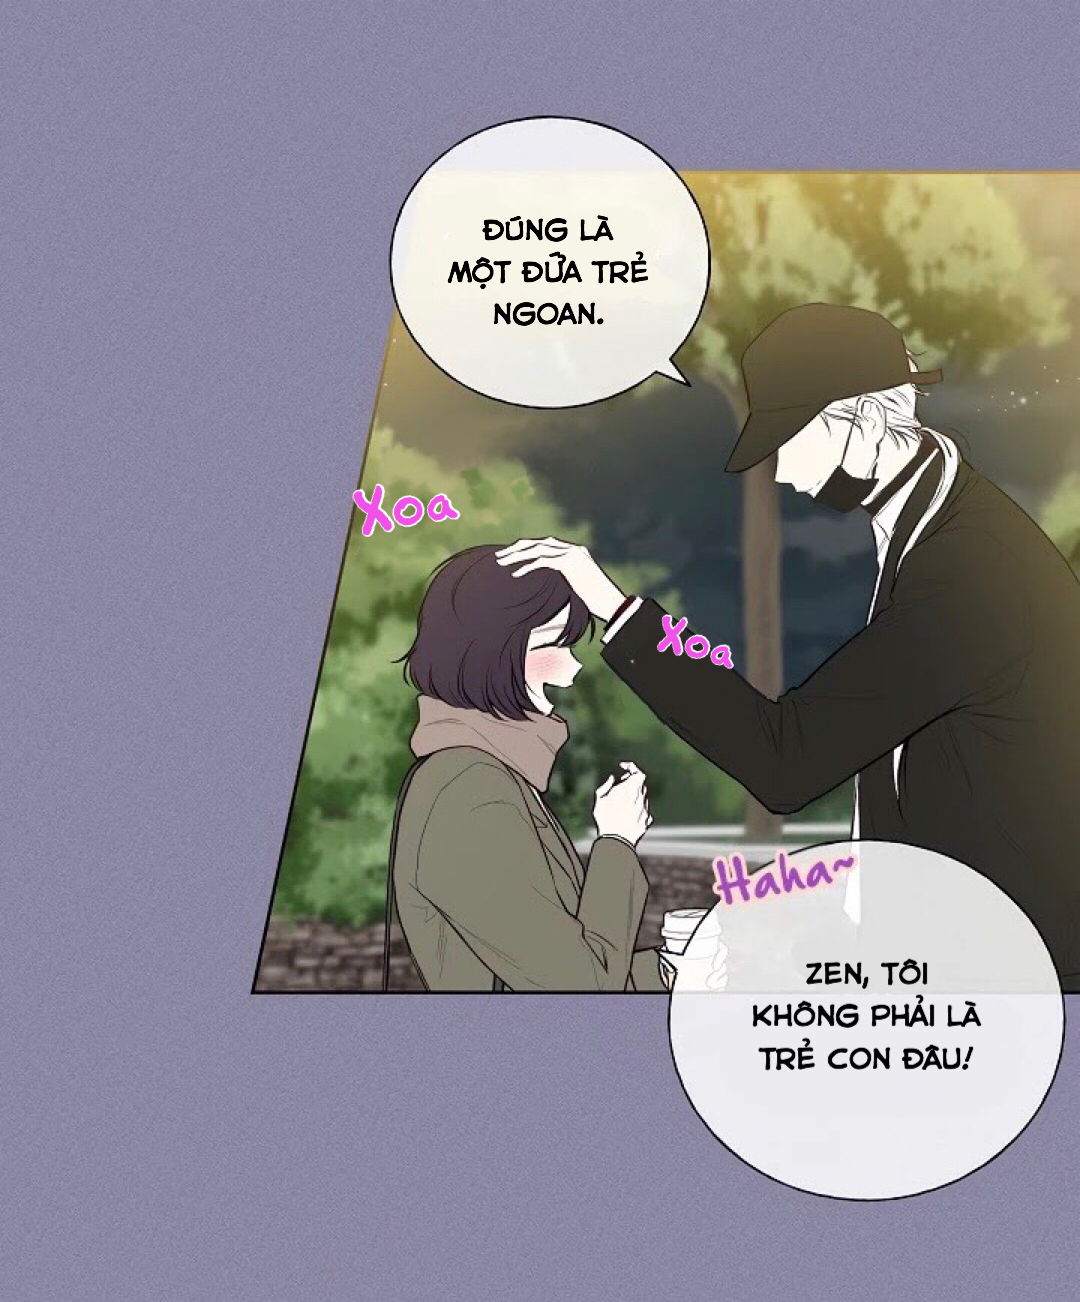 ĐÚNG LÀ
MỘT ĐỨA TRẺ
NGOAN.
Xoa
Xoa
Haha~
ZEN, TÔI
KHÔNG PHẢI LÀ
TRẺ CON ĐÂU!